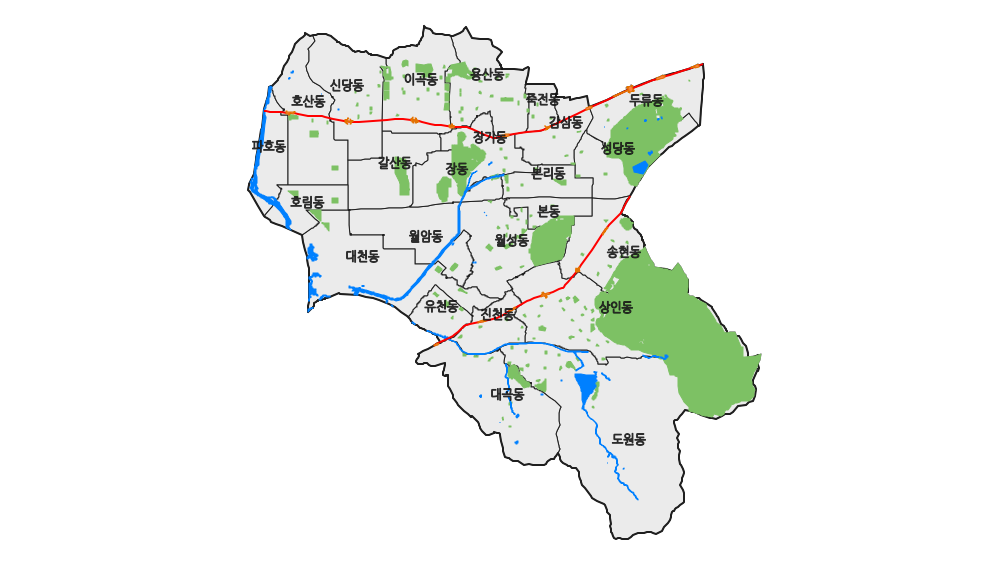 용산동
이곡동
신당동
죽전동
두류동
호산동
감삼동
장기동
파호동
성당동
갈산동
장동
본리동
호림동
본동
월암동
월성동
송현동
대천동
유천동
상인동
진천동
대곡동
도원동